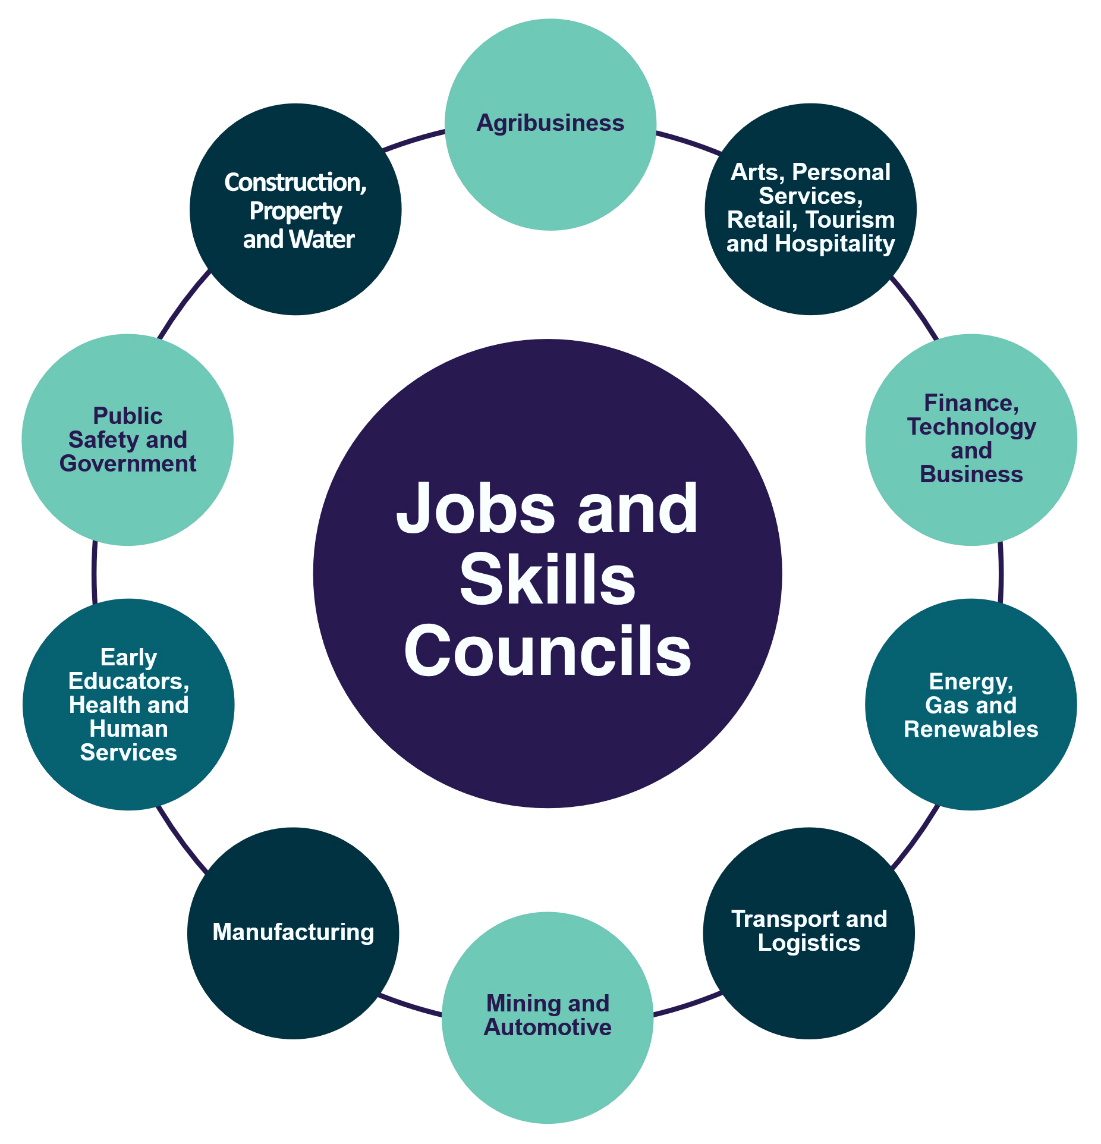 Agribusiness
Arts, Personal
Services,
Retail, Tourism
and Hospitality
Finance,
Technology
and
Business
Energy,
Gas and
Renewables
Transport and
Logistics
Mining and
Automotive
Manufacturing
Early
Educators,
Health and
Human
Services
Public
Safety and
Government
Construction,
Property
and Water
Jobs and
Skills
Councils